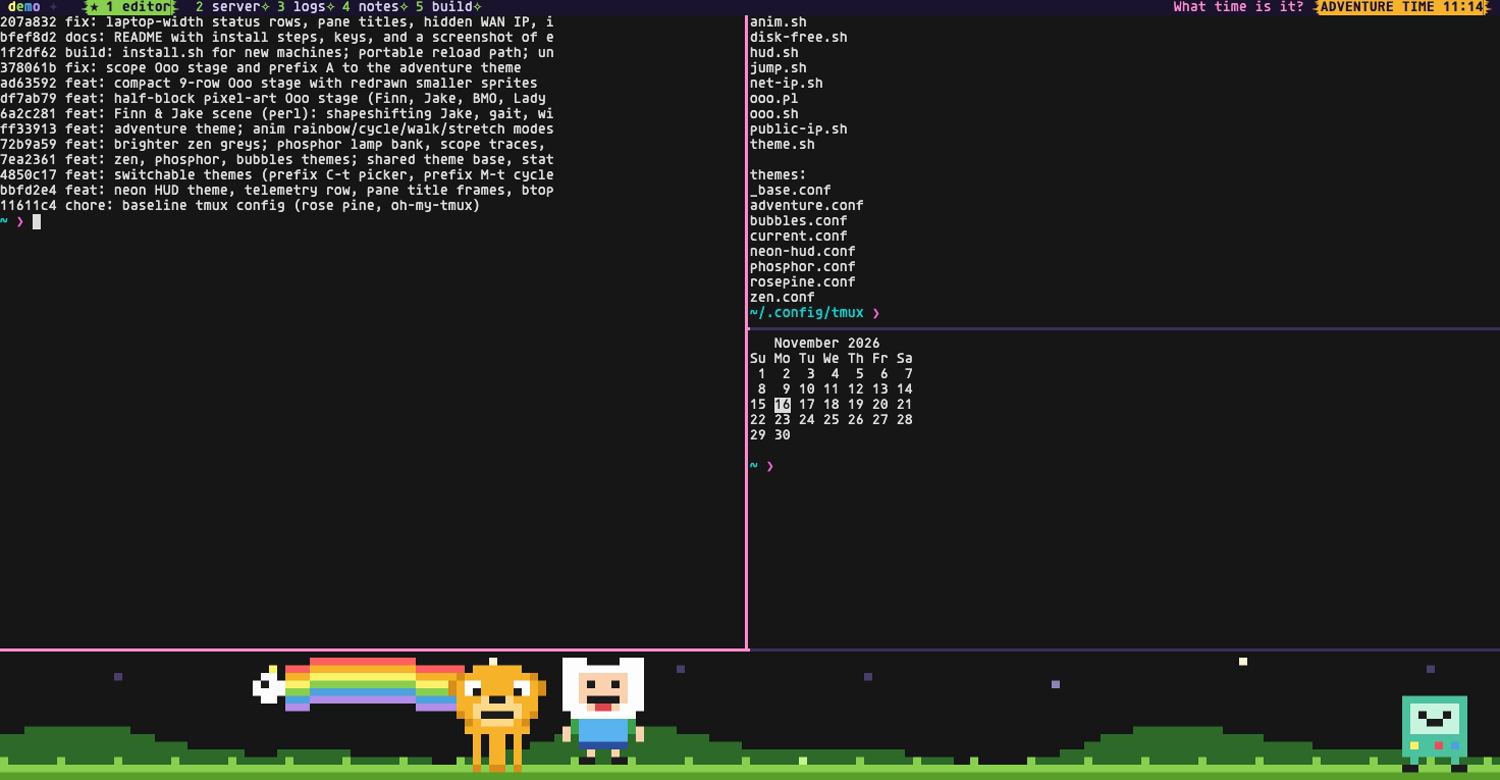 demo ✦ ★ 1 editor 2 server✧ 3 logs✧ 4 notes✧ 5 build✧ What time is it? ADVENTURE TIME 11:14
207a832 fix: laptop-width status rows, pane titles, hidden WAN IP, i
bfef8d2 docs: README with install steps, keys, and a screenshot of e
1f2df62 build: install.sh for new machines; portable reload path; un
378061b fix: scope Ooo stage and prefix A to the adventure theme
ad63592 feat: compact 9-row Ooo stage with redrawn smaller sprites
df7ab79 feat: half-block pixel-art Ooo stage (Finn, Jake, BMO, Lady
6a2c281 feat: Finn & Jake scene (perl): shapeshifting Jake, gait, wi
ff33913 feat: adventure theme; anim rainbow/cycle/walk/stretch modes
72b9a59 feat: brighter zen greys; phosphor lamp bank, scope traces,
7ea2361 feat: zen, phosphor, bubbles themes; shared theme base, stat
4850c17 feat: switchable themes (prefix C-t picker, prefix M-t cycle
bbfd2e4 feat: neon HUD theme, telemetry row, pane title frames, btop
11611c4 chore: baseline tmux config (rose pine, oh-my-tmux)
~ ❯
anim.sh
disk-free.sh
hud.sh
jump.sh
net-ip.sh
ooo.pl
ooo.sh
public-ip.sh
theme.sh
themes:
_base.conf
adventure.conf
bubbles.conf
current.conf
neon-hud.conf
phosphor.conf
rosepine.conf
zen.conf
~/.config/tmux ❯
November 2026
Su Mo Tu We Th Fr Sa
1 2 3 4 5 6 7
8 9 10 11 12 13 14
15 16 17 18 19 20 21
22 23 24 25 26 27 28
29 30
~ ❯